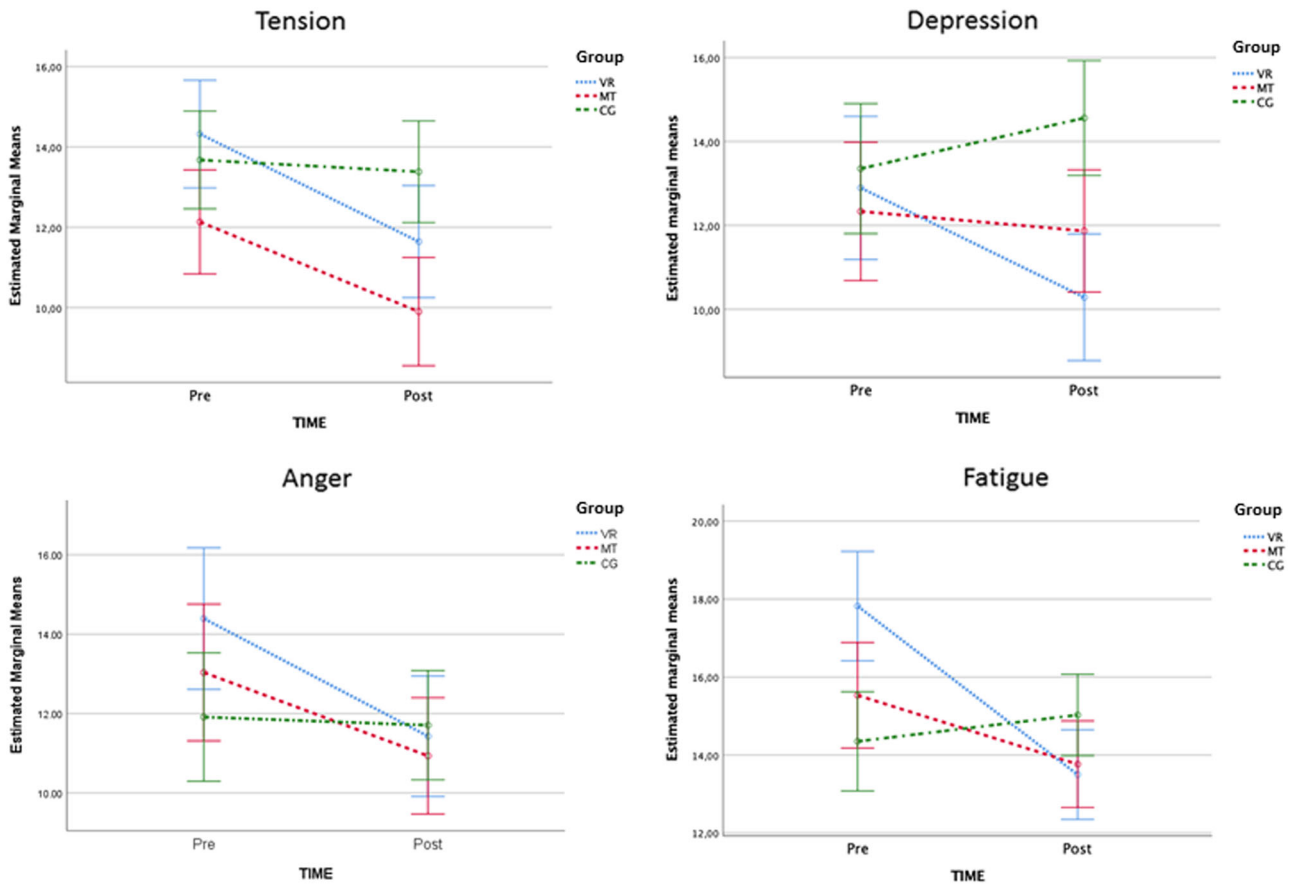 Tension
Estimated Marginal Means
16,00
14,00
12,00
10,00
Pre
Post
TIME
Group
VR
MT
CG
Depression
Estimated marginal means
16,00
14,00
12,00
10,00
Pre
Post
TIME
Group
VR
MT
CG
Anger
Estimated Marginal Means
16.00
14.00
12.00
10.00
Pre
Post
TIME
Group
VR
MT
CG
Fatigue
Estimated marginal means
20,00
18,00
16,00
14,00
12,00
Pre
Post
TIME
Group
VR
MT
CG